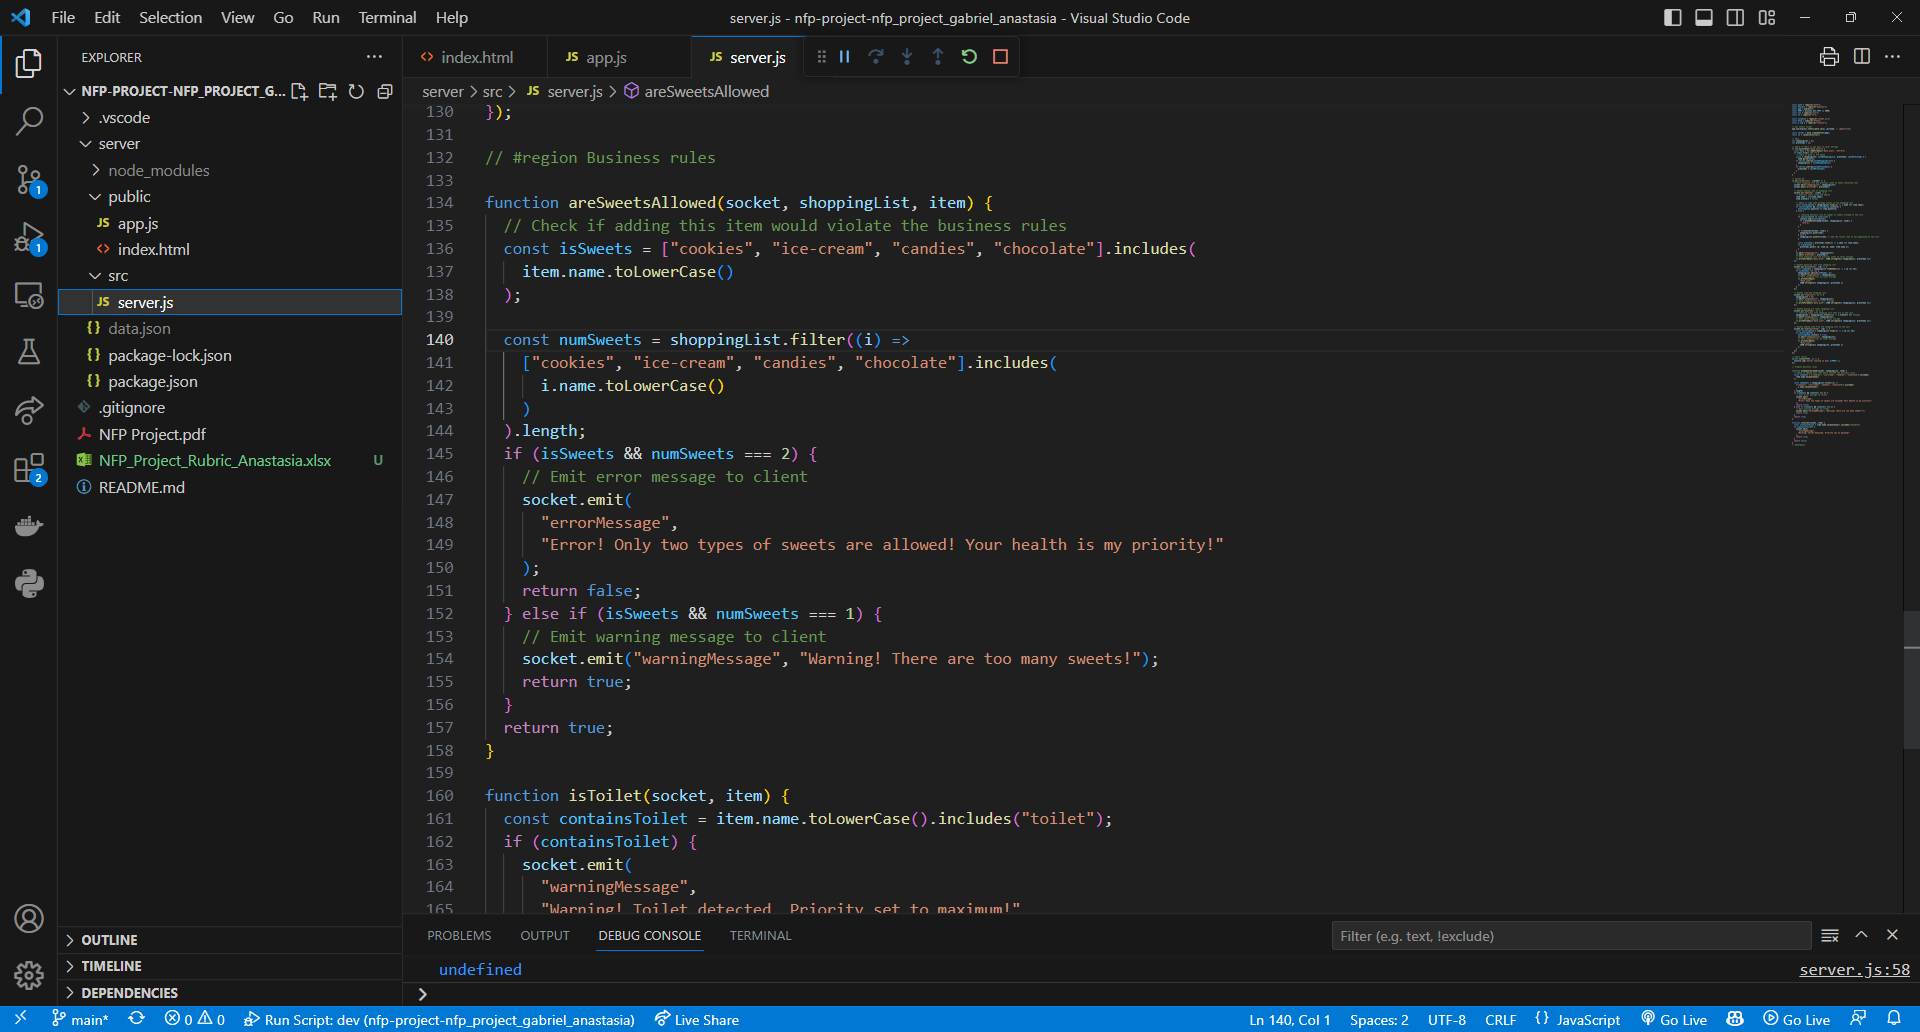 File Edit Selection View Go Run Terminal Help
server.js - nfp-project-nfp_project_gabriel_anastasia - Visual Studio Code
EXPLORER
NFP-PROJECT-NFP_PROJECT_G...
.vscode
server
node_modules
public
JS app.js
<> index.html
src
JS server.js
{} data.json
{} package-lock.json
{} package.json
.gitignore
NFP Project.pdf
NFP_Project_Rubric_Anastasia.xlsx U
README.md
OUTLINE
TIMELINE
DEPENDENCIES
1
1
2
<> index.html
JS app.js
JS server.js
server > src > JS server.js > areSweetsAllowed
130 });
131
132 // #region Business rules
133
134 function areSweetsAllowed(socket, shoppingList, item) {
135 // Check if adding this item would violate the business rules
136 const isSweets = ["cookies", "ice-cream", "candies", "chocolate"].includes(
137 item.name.toLowerCase()
138 );
139
140 const numSweets = shoppingList.filter((i) =>
141 ["cookies", "ice-cream", "candies", "chocolate"].includes(
142 i.name.toLowerCase()
143 )
144 ).length;
145 if (isSweets && numSweets === 2) {
146 // Emit error message to client
147 socket.emit(
148 "errorMessage",
149 "Error! Only two types of sweets are allowed! Your health is my priority!"
150 );
151 return false;
152 } else if (isSweets && numSweets === 1) {
153 // Emit warning message to client
154 socket.emit("warningMessage", "Warning! There are too many sweets!");
155 return true;
156 }
157 return true;
158 }
159
160 function isToilet(socket, item) {
161 const containsToilet = item.name.toLowerCase().includes("toilet");
162 if (containsToilet) {
163 socket.emit(
164 "warningMessage",
165 "Warning! Toilet detected. Priority set to maximum!"
PROBLEMS OUTPUT DEBUG CONSOLE TERMINAL
Filter (e.g. text, !exclude)
undefined
server.js:58
>
main* 0 0 Run Script: dev (nfp-project-nfp_project_gabriel_anastasia) Live Share
Ln 140, Col 1 Spaces: 2 UTF-8 CRLF {} JavaScript Go Live Go Live